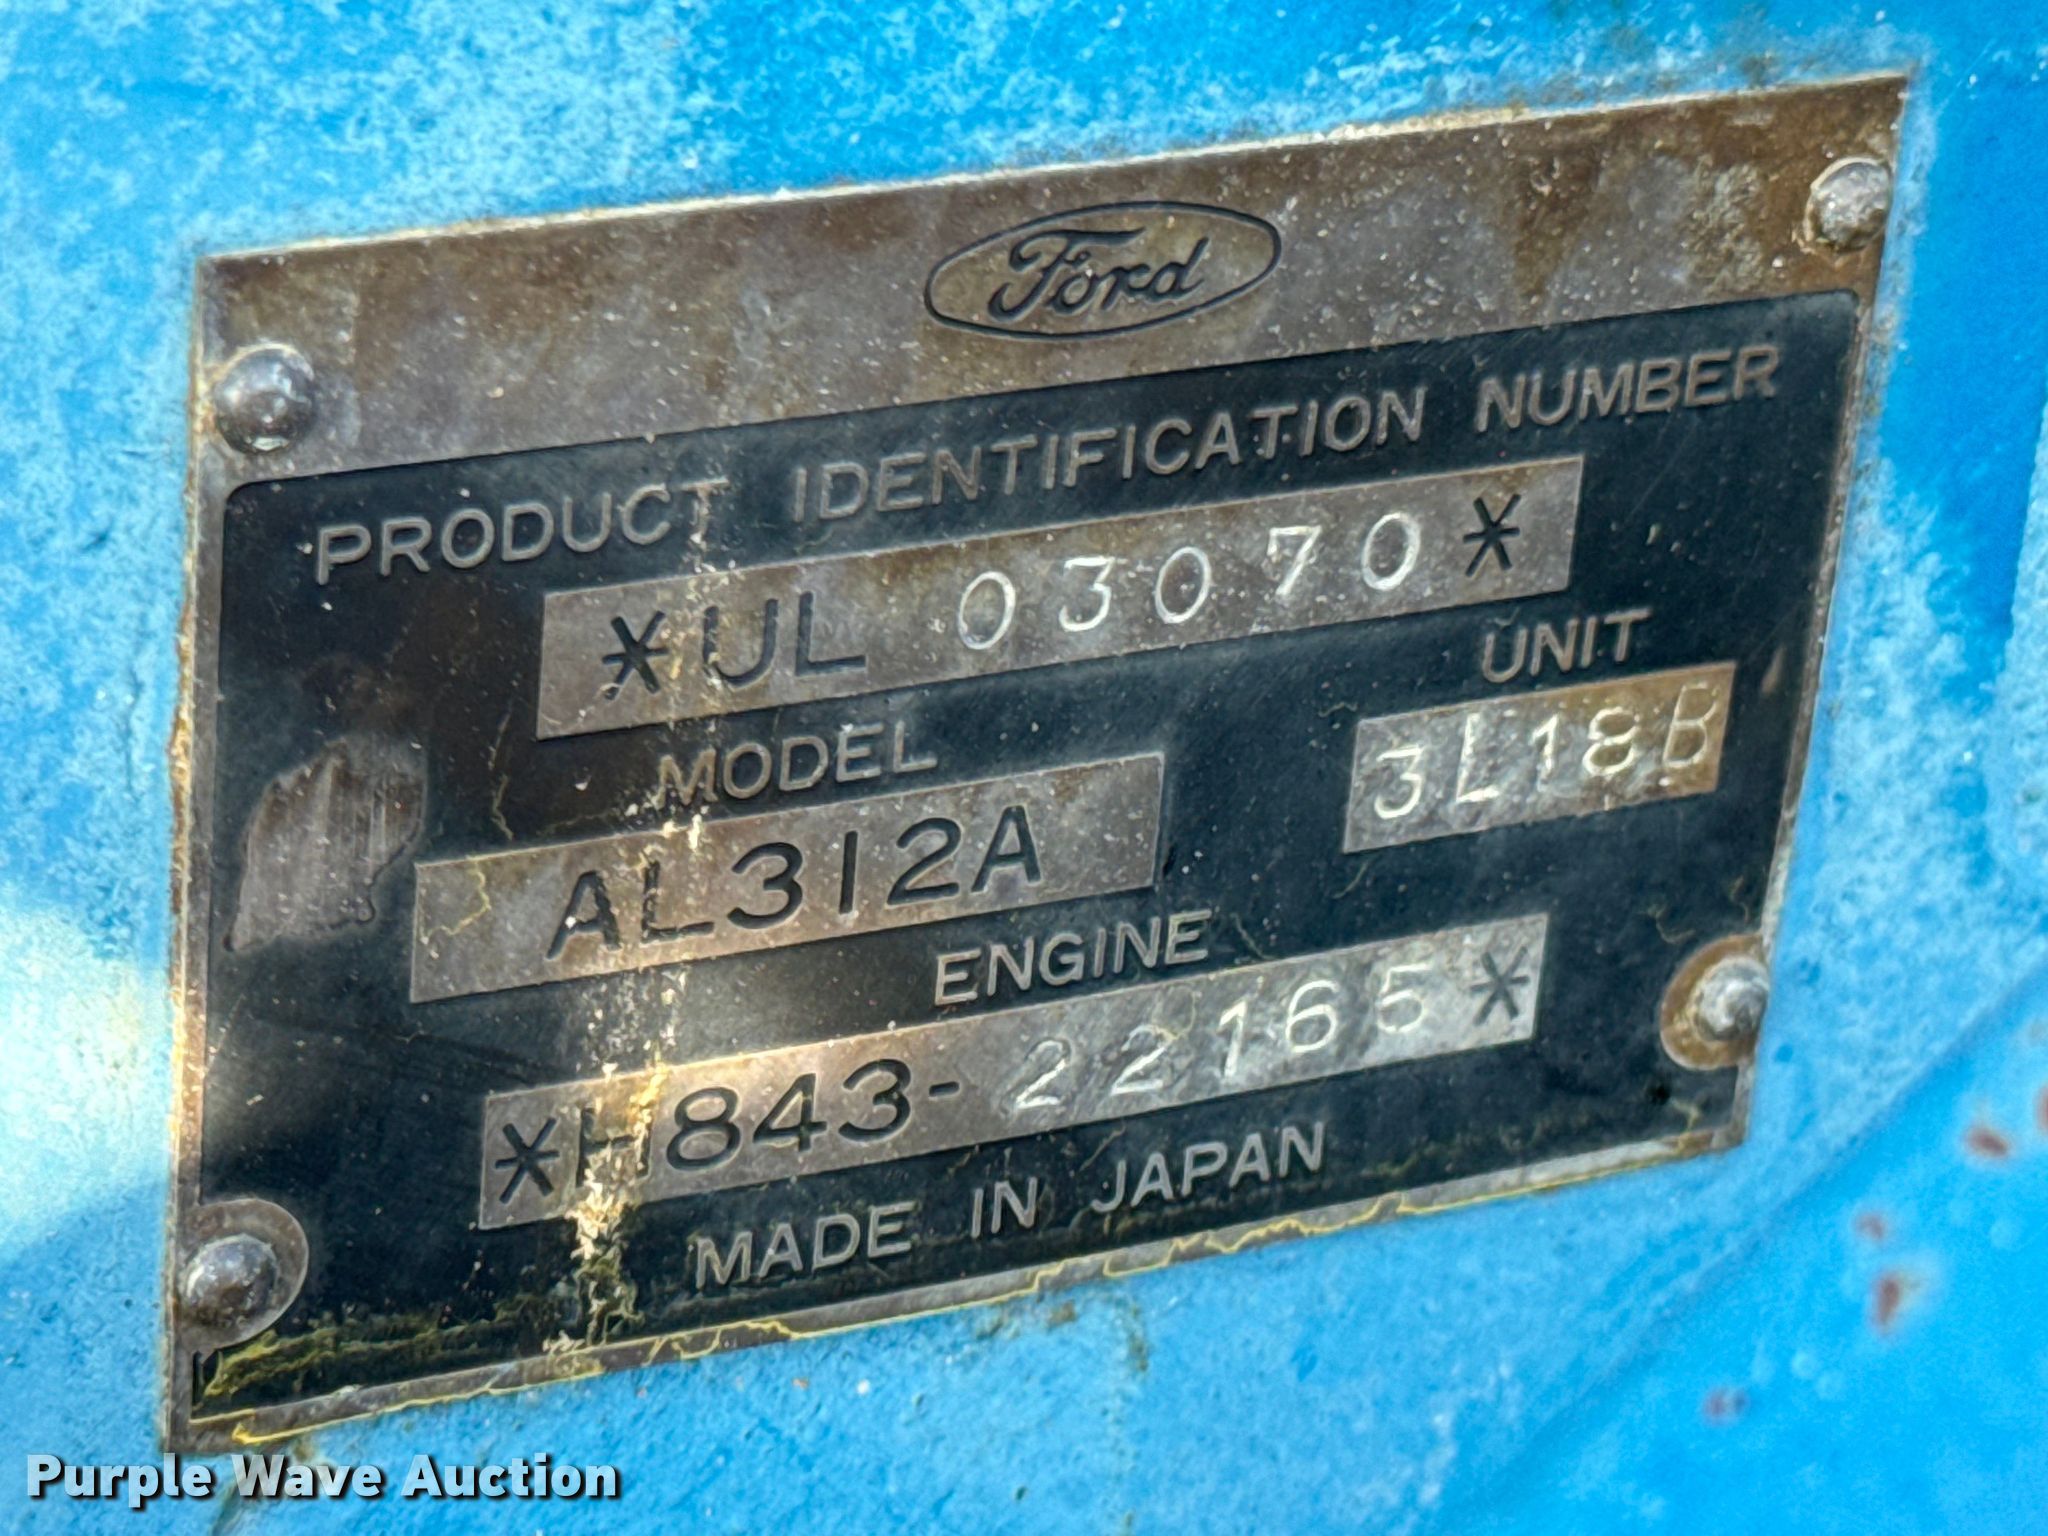 Ford
PRODUCT IDENTIFICATION NUMBER
*UL 03070*
UNIT
3L18B
MODEL
AL312A
ENGINE
*H843-22165*
MADE IN JAPAN
Purple Wave Auction